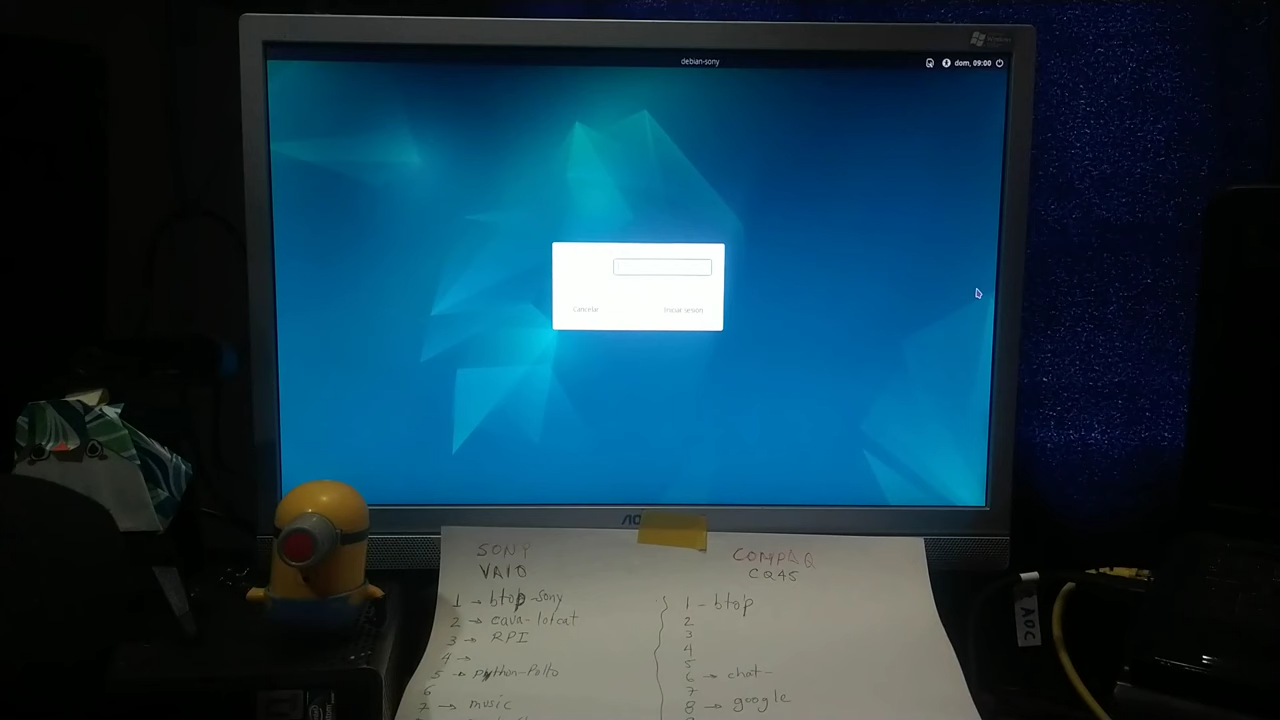 debian-sony
dom, 09:00
Cancelar
Iniciar sesión
SONY
VAIO
1 → btop-sony
2 → cava-lolcat
3 → RPI
4 →
5 → python-Pollo
6
7 → music
COMPAQ
CQ45
1 - btop
2
3
4
5
6 → chat-
7
8 → google
AOC